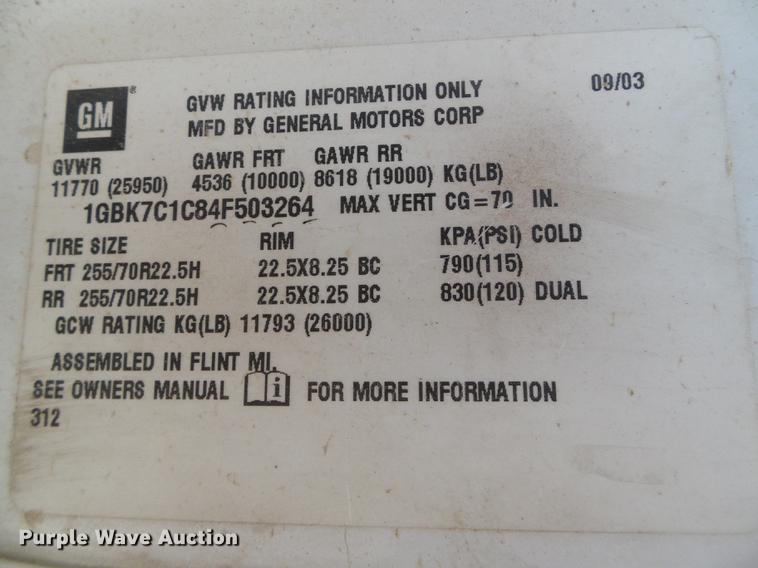 GM ® GVW RATING INFORMATION ONLY 09/03
MFD BY GENERAL MOTORS CORP
GVWR GAWR FRT GAWR RR
11770 (25950) 4536 (10000) 8618 (19000) KG(LB)
1GBK7C1C84F503264 MAX VERT CG = IN.
TIRE SIZE RIM KPA(PSI) COLD
FRT 255/70R22.5H 22.5X8.25 BC 790(115)
RR 255/70R22.5H 22.5X8.25 BC 830(120) DUAL
GCW RATING KG(LB) 11793 (26000)
ASSEMBLED IN FLINT MI.
SEE OWNERS MANUAL i FOR MORE INFORMATION
312
Purple Wave Auction